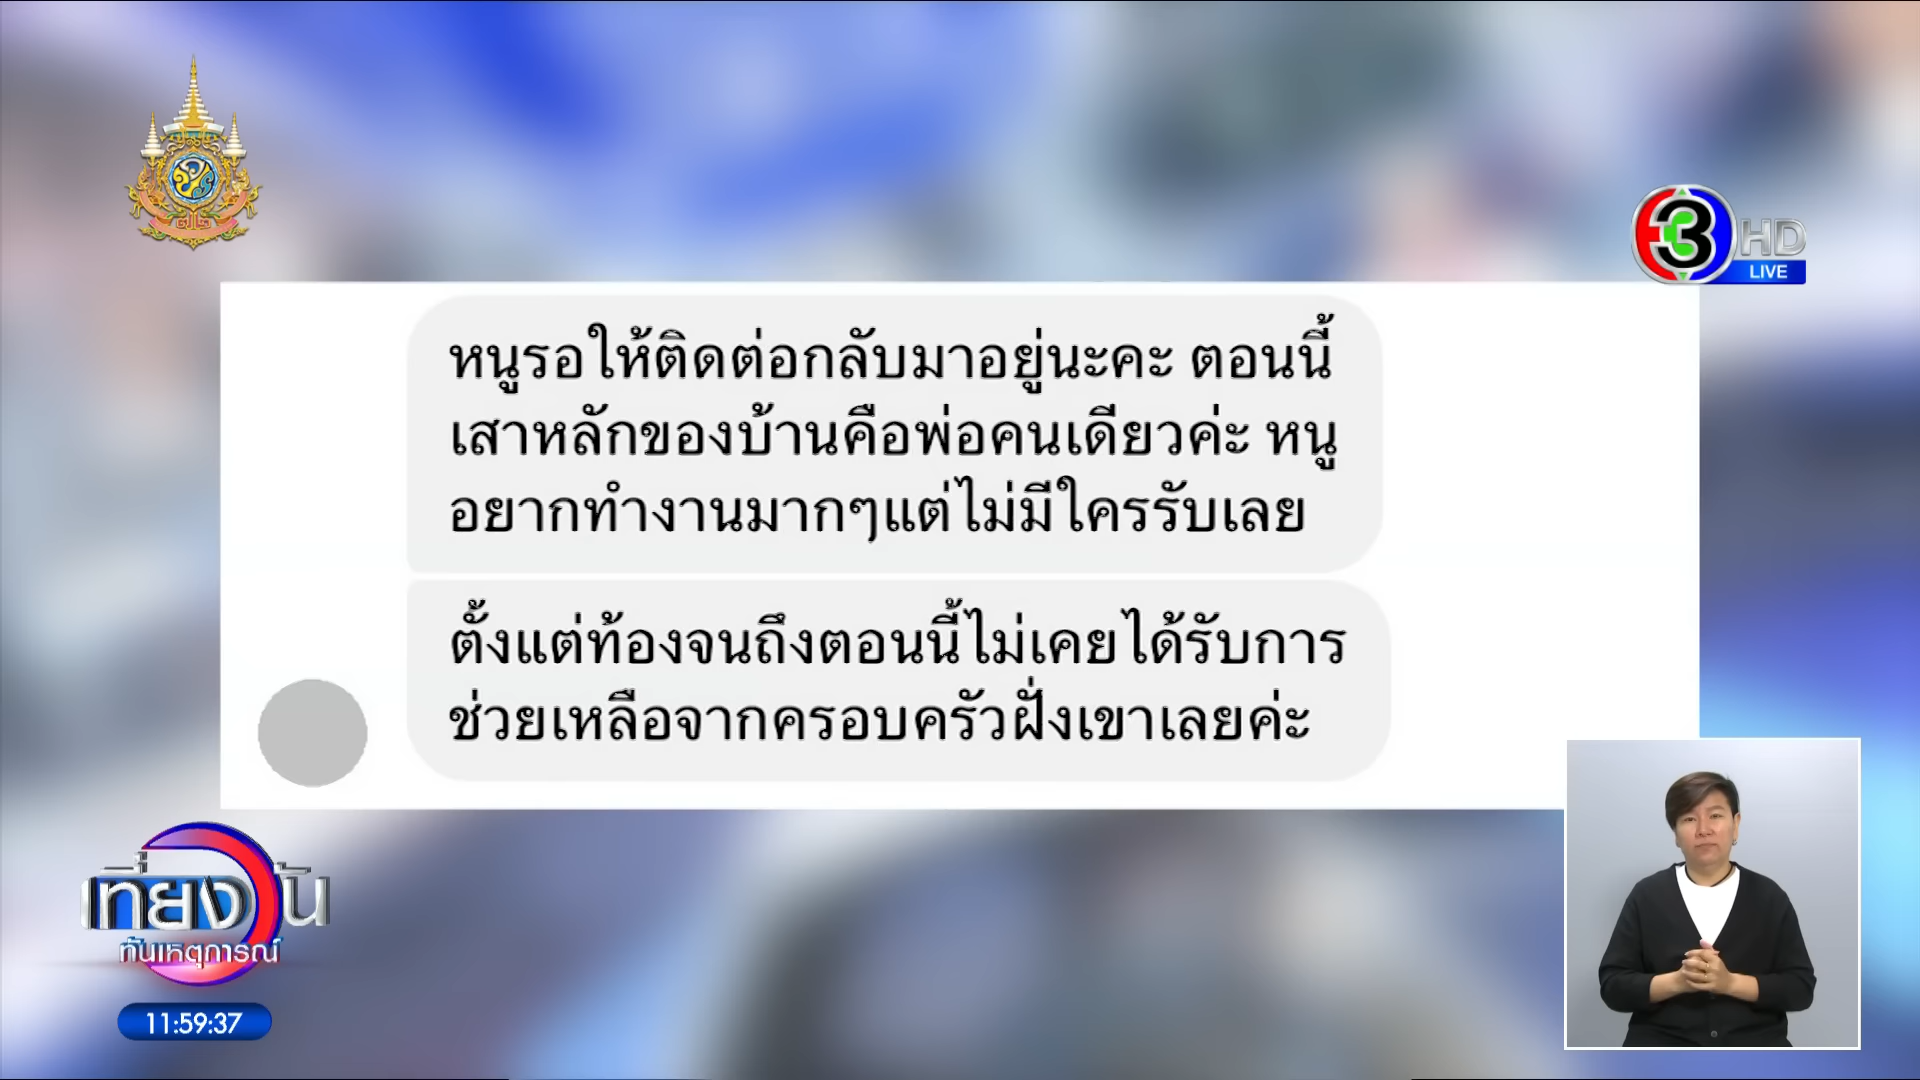 3 HD
LIVE
หนูรอให้ติดต่อกลับมาอยู่นะคะ ตอนนี้
เสาหลักของบ้านคือพ่อคนเดียวค่ะ หนู
อยากทำงานมากๆแต่ไม่มีใครรับเลย
ตั้งแต่ท้องจนถึงตอนนี้ไม่เคยได้รับการ
ช่วยเหลือจากครอบครัวฝั่งเขาเลยค่ะ
เที่ยงวัน
ทันเหตุการณ์
11:59:37